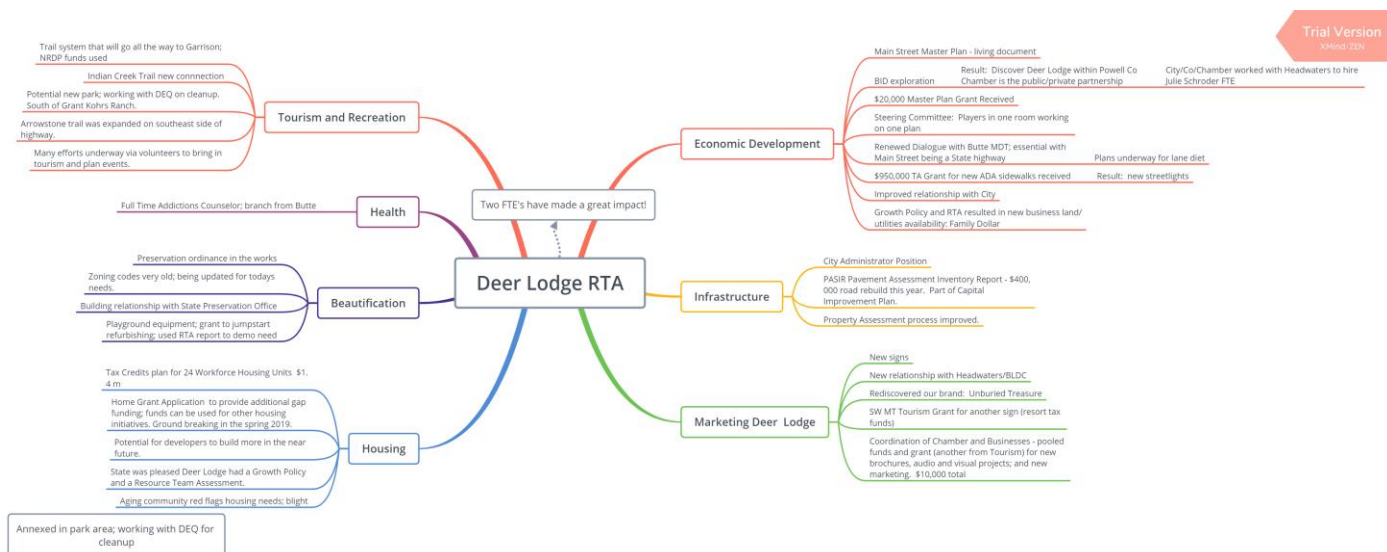 Trial Version
XMind:ZEN
Deer Lodge RTA
Two FTE's have made a great impact!
Economic Development
Main Street Master Plan - living document
BID exploration
Result: Discover Deer Lodge within Powell Co
Chamber is the public/private partnership
City/Co/Chamber worked with Headwaters to hire
Julie Schroder FTE
$20,000 Master Plan Grant Received
Steering Committee: Players in one room working
on one plan
Renewed Dialogue with Butte MDT; essential with
Main Street being a State highway
Plans underway for lane diet
$950,000 TA Grant for new ADA sidewalks received
Result: new streetlights
Improved relationship with City
Growth Policy and RTA resulted in new business land/
utilities availability: Family Dollar
Infrastructure
City Administrator Position
PASIR Pavement Assessment Inventory Report - $400,
000 road rebuild this year. Part of Capital
Improvement Plan.
Property Assessment process improved.
Marketing Deer Lodge
New signs
New relationship with Headwaters/BLDC
Rediscovered our brand: Unburied Treasure
SW MT Tourism Grant for another sign (resort tax
funds)
Coordination of Chamber and Businesses - pooled
funds and grant (another from Tourism) for new
brochures, audio and visual projects; and new
marketing. $10,000 total
Tourism and Recreation
Trail system that will go all the way to Garrison;
NRDP funds used
Indian Creek Trail new connnection
Potential new park; working with DEQ on cleanup.
South of Grant Kohrs Ranch.
Arrowstone trail was expanded on southeast side of
highway.
Many efforts underway via volunteers to bring in
tourism and plan events.
Health
Full Time Addictions Counselor; branch from Butte
Beautification
Preservation ordinance in the works
Zoning codes very old; being updated for todays
needs.
Building relationship with State Preservation Office
Playground equipment; grant to jumpstart
refurbishing; used RTA report to demo need
Housing
Tax Credits plan for 24 Workforce Housing Units $1.
4 m
Home Grant Application to provide additional gap
funding; funds can be used for other housing
initiatives. Ground breaking in the spring 2019.
Potential for developers to build more in the near
future.
State was pleased Deer Lodge had a Growth Policy
and a Resource Team Assessment.
Aging community red flags housing needs; blight
Annexed in park area; working with DEQ for
cleanup